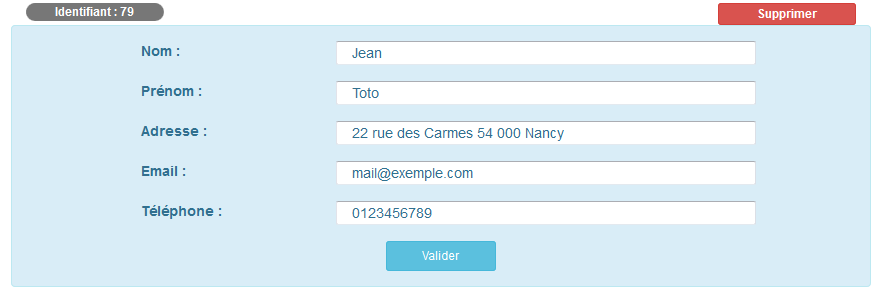 Identifiant : 79 Supprimer
Nom : Jean
Prénom : Toto
Adresse : 22 rue des Carmes 54 000 Nancy
Email : mail@exemple.com
Téléphone : 0123456789
Valider